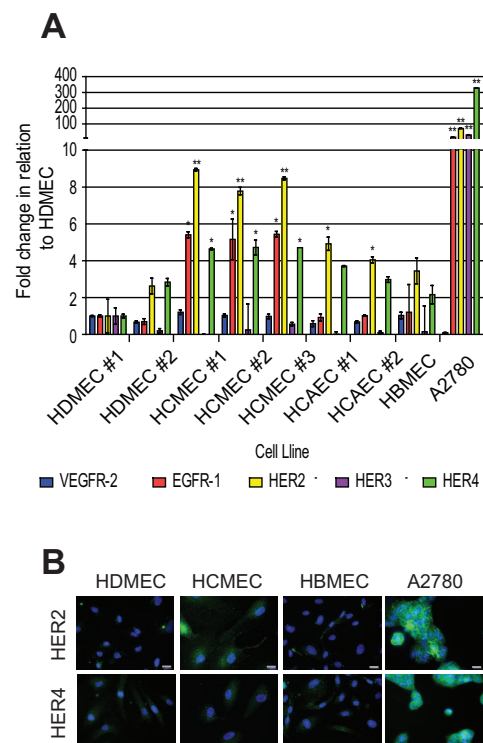 A
400
300
200
100
10
8
6
4
2
0
Fold change in relation
to HDMEC
** ** ** **
* ** * * ** * * ** * *
HDMEC #1
HDMEC #2
HCMEC #1
HCMEC #2
HCMEC #3
HCAEC #1
HCAEC #2
HBMEC
A2780
Cell Lline
VEGFR-2 EGFR-1 HER2 HER3 HER4
B
HDMEC HCMEC HBMEC A2780
HER2
HER4